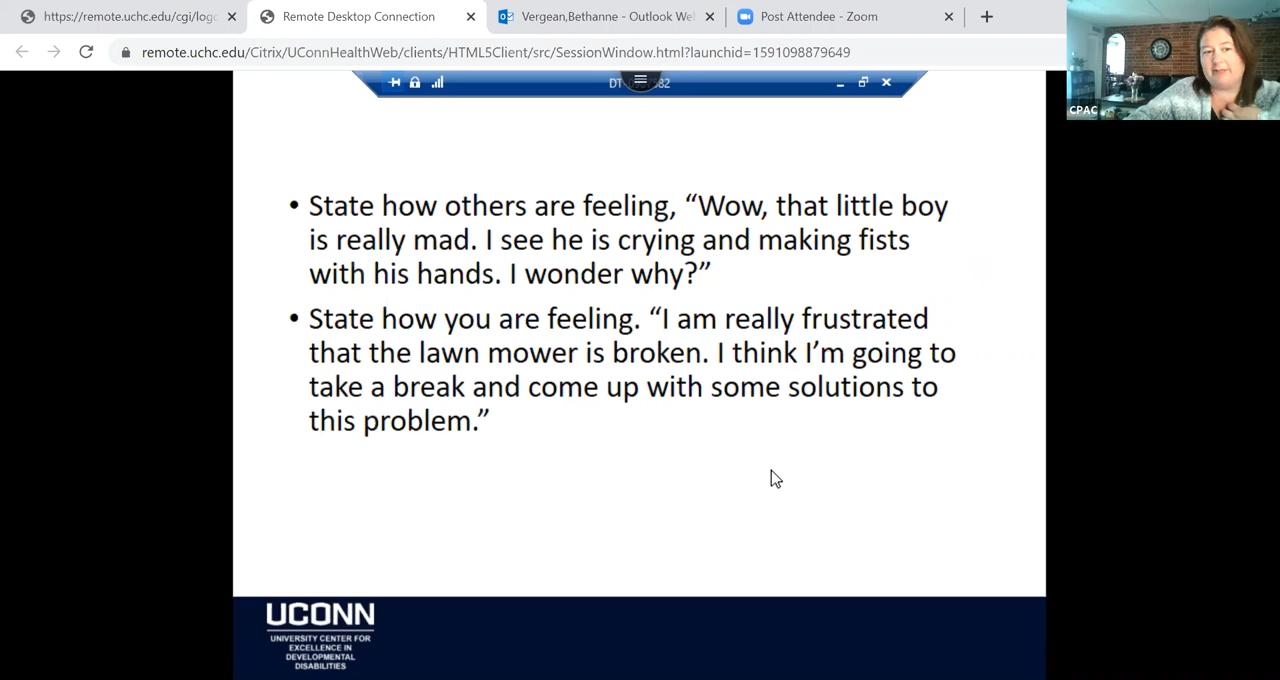 https://remote.uchc.edu/cgi/logo
Remote Desktop Connection
Vergean,Bethanne - Outlook We
Post Attendee - Zoom
remote.uchc.edu/Citrix/UConnHealthWeb/clients/HTML5Client/src/SessionWindow.html?launchid=1591098879649
CPAC
• State how others are feeling, “Wow, that little boy
is really mad. I see he is crying and making fists
with his hands. I wonder why?”
• State how you are feeling. “I am really frustrated
that the lawn mower is broken. I think I’m going to
take a break and come up with some solutions to
this problem.”
UCONN
UNIVERSITY CENTER FOR
EXCELLENCE IN
DEVELOPMENTAL
DISABILITIES